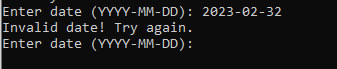 Enter date (YYYY-MM-DD): 2023-02-32
Invalid date! Try again.
Enter date (YYYY-MM-DD):